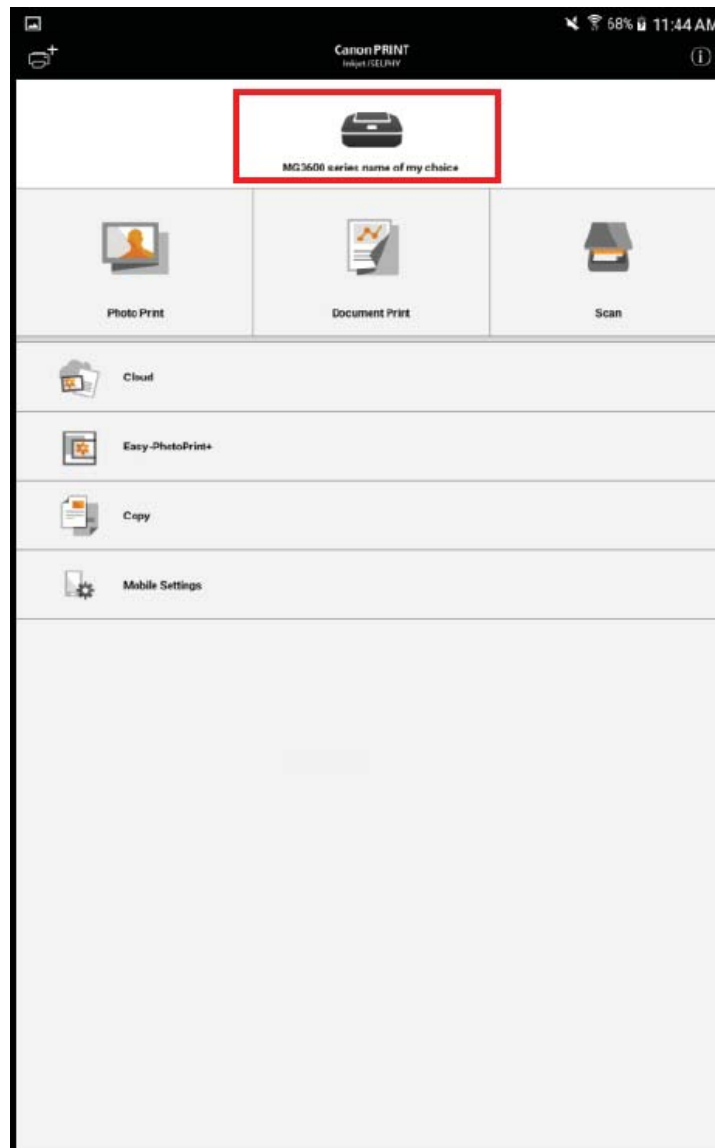 68% 11:44 AM
Canon PRINT
Inkjet/SELPHY
MG3600 series name of my choice
Photo Print
Document Print
Scan
Cloud
Easy-PhotoPrint+
Copy
Mobile Settings